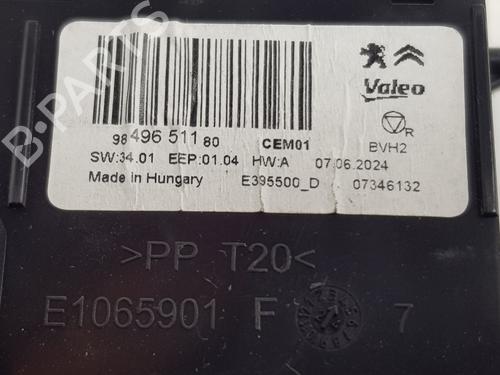 Valeo
98 496 511 80 CEM01 R
BVH2
SW:34.01 EEP:01.04 HW:A 07.06.2024
Made in Hungary E395500_D 07346132
>PP T20<
E1065901 F 7
B-PARTS